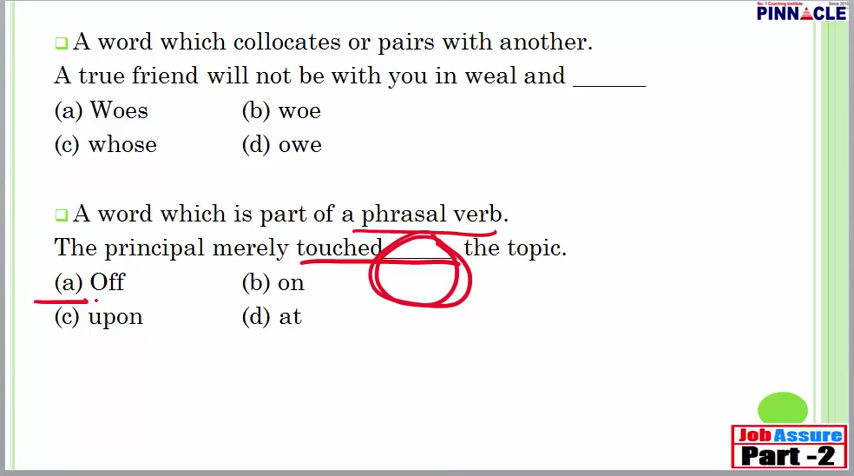 No. 1 Coaching Institute Since 2010
PINNACLE
A word which collocates or pairs with another.
A true friend will not be with you in weal and ______
(a) Woes (b) woe
(c) whose (d) owe
A word which is part of a phrasal verb.
The principal merely touched______ the topic.
(a) Off (b) on
(c) upon (d) at
Job Assure
Part -2